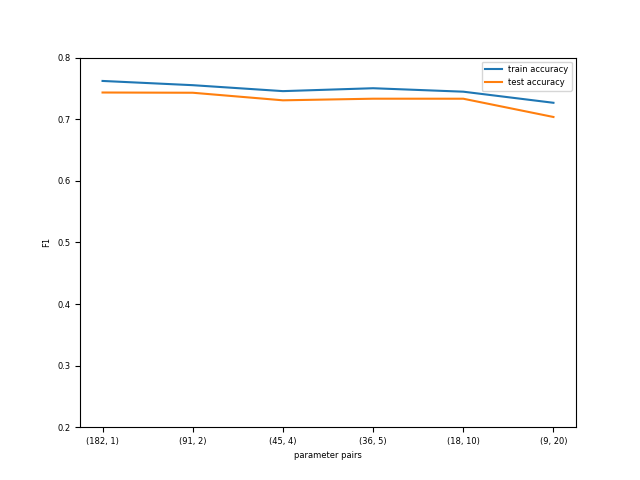 0.8
train accuracy
test accuracy
0.7
0.6
0.5
F1
0.4
0.3
0.2
(182, 1) (91, 2) (45, 4) (36, 5) (18, 10) (9, 20)
parameter pairs